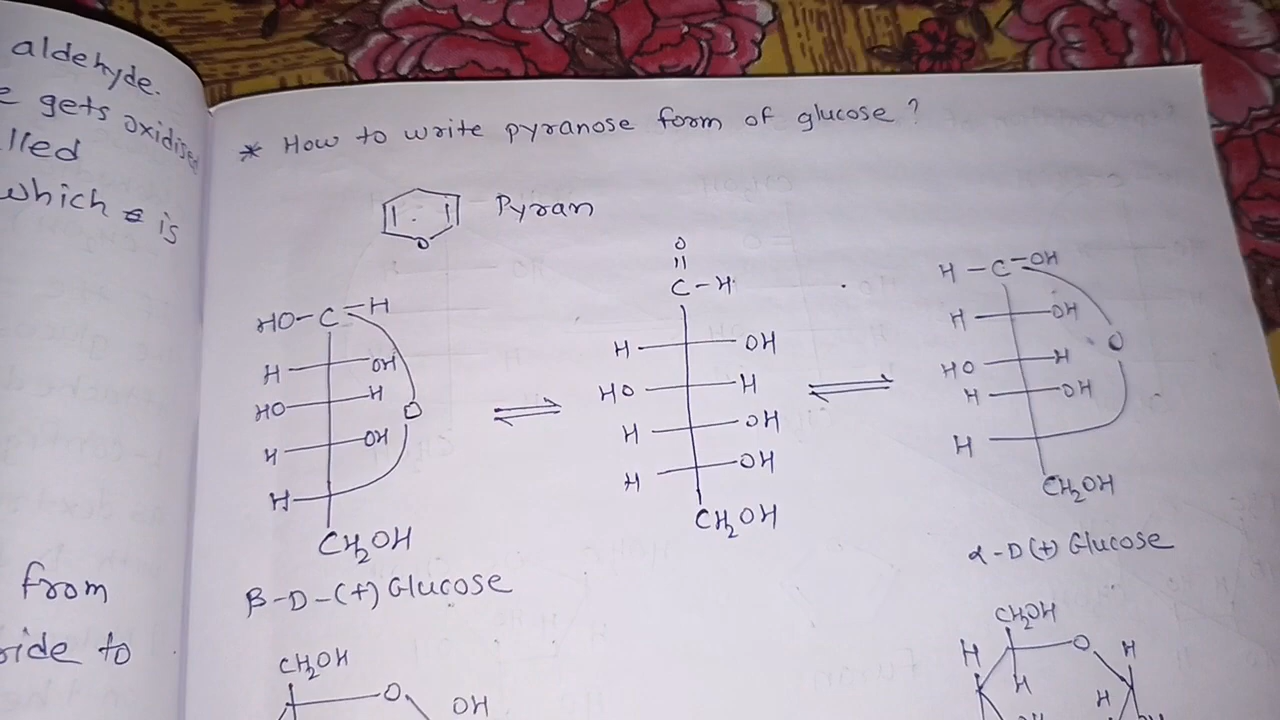 aldehyde.
gets oxidised
lled
which is
from
ride to
* How to write pyranose form of glucose ?
O
Pyran
HO-C-H
H OH
HO H
O
H OH
H
CH2OH
β-D-(+) Glucose
O
C-H
H OH
HO H
H OH
H OH
CH2OH
H-C-OH
H OH
O
HO H
H OH
H
CH2OH
α-D(+) Glucose
CH2OH
O
OH
CH2OH
H O H
H H